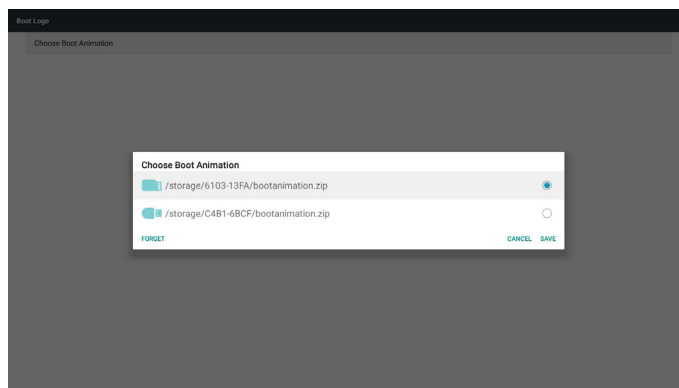 Boot Logo
Choose Boot Animation
Choose Boot Animation
/storage/6103-13FA/bootanimation.zip
/storage/C4B1-6BCF/bootanimation.zip
FORGET CANCEL SAVE